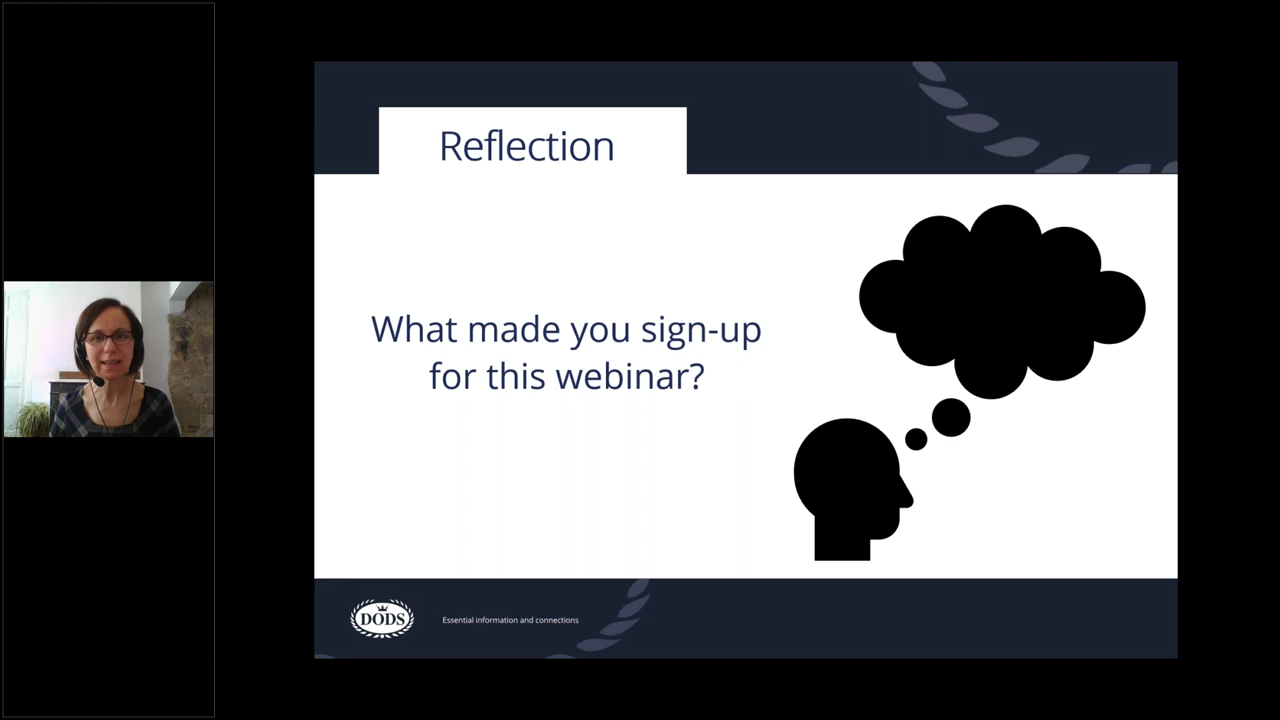 Reflection
What made you sign-up
for this webinar?
DODS
Essential information and connections